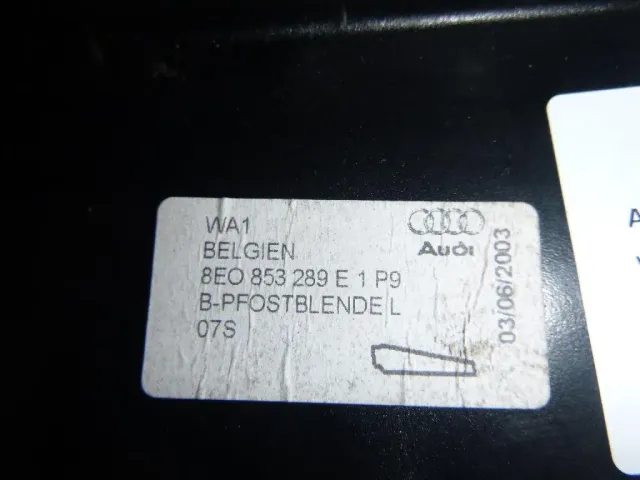 WA1
BELGIEN
8E0 853 289 E 1 P9
B-PFOSTBLENDE L
07S
Audi
03/06/2003
A